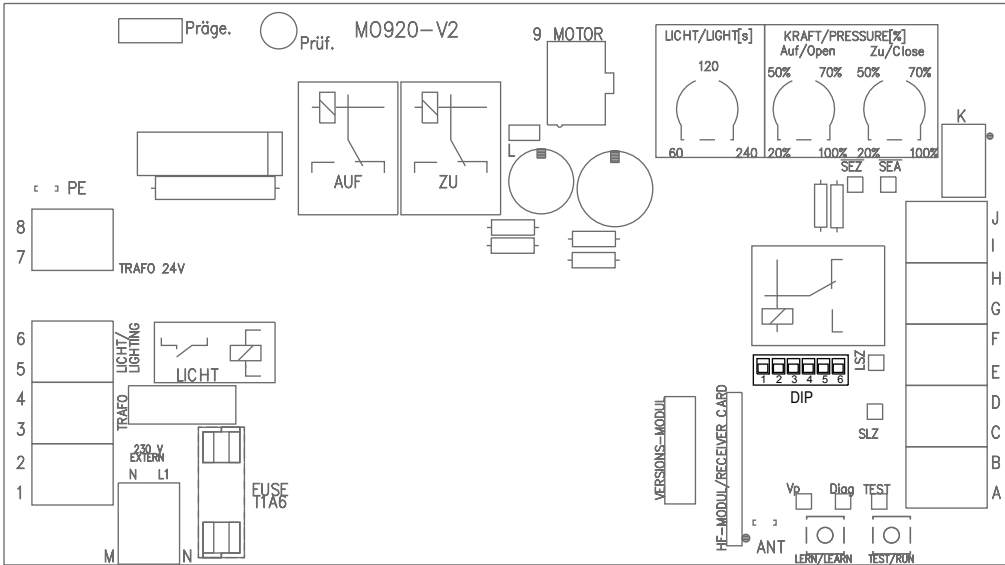 Präge.
Prüf.
MO920-V2
9 MOTOR
LICHT/LIGHT[s]
120
60
240
KRAFT/PRESSURE[%]
Auf/Open
Zu/Close
50%
70%
50%
70%
20%
100%
20%
100%
K
L
AUF
ZU
SEZ
SEA
PE
8
7
TRAFO 24V
J
I
H
G
F
E
D
C
B
A
6
5
LICHT/
LIGHTING
LICHT
4
3
TRAFO
2
1
230 V
EXTERN
N
L1
M
N
FUSE
T1A6
1
2
3
4
5
6
DIP
LSZ
SLZ
VERSIONS-MODUL
HF-MODUL/RECEIVER CARD
Vp
Diag
TEST
ANT
LERN/LEARN
TEST/RUN